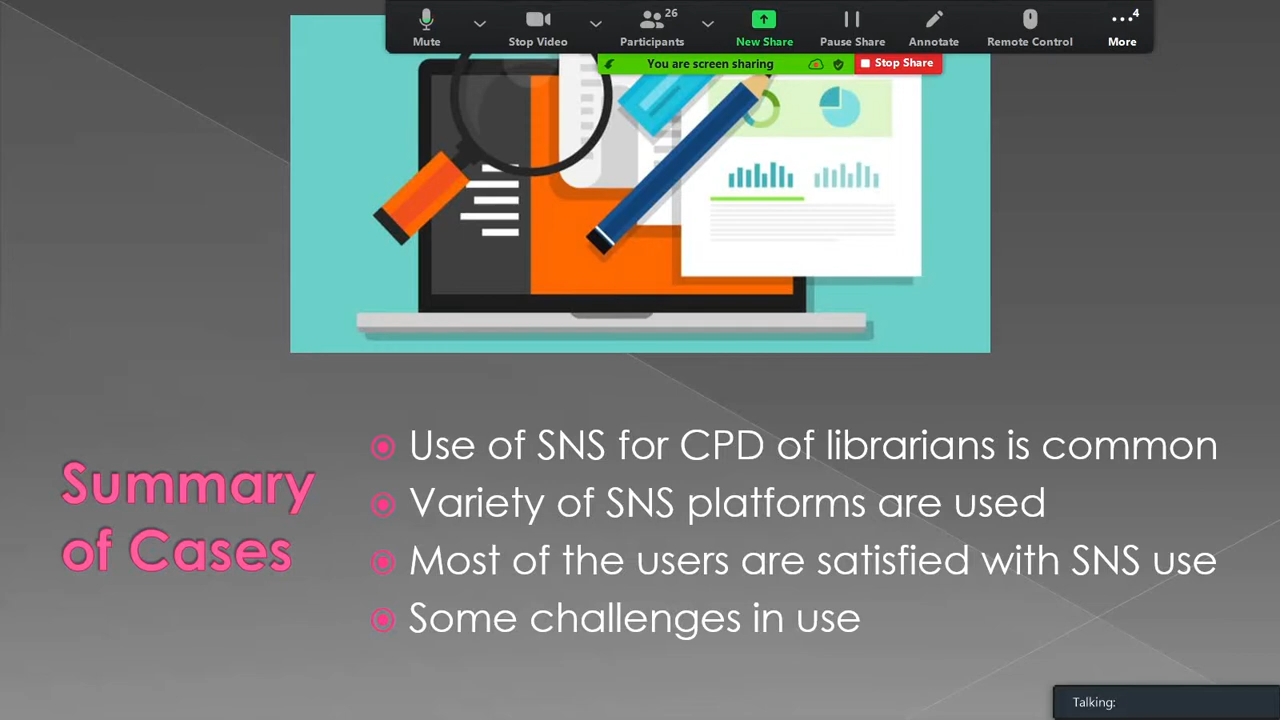 26
4
Mute
Stop Video
Participants
New Share
Pause Share
Annotate
Remote Control
More
You are screen sharing
Stop Share
Summary
of Cases
Use of SNS for CPD of librarians is common
Variety of SNS platforms are used
Most of the users are satisfied with SNS use
Some challenges in use
Talking: